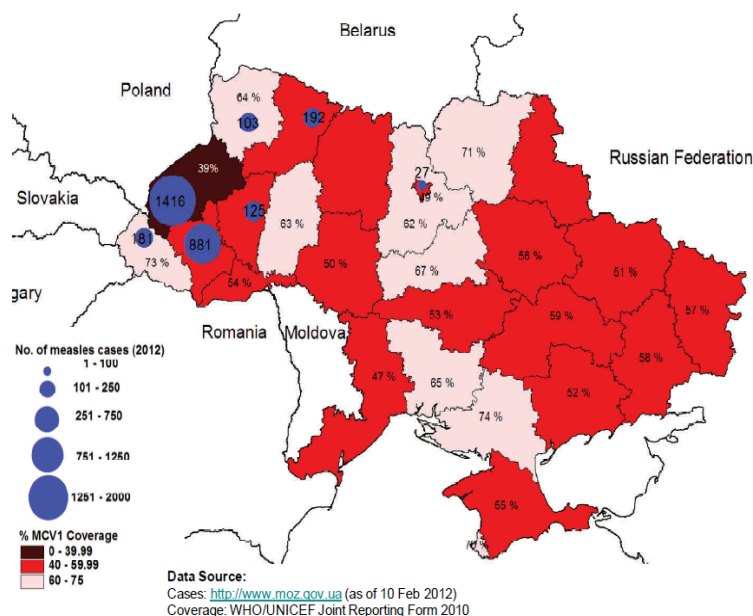 Belarus
Poland
64 %
103
192
71 %
Russian Federation
39%
27
49 %
Slovakia
1416
125
181
881
63 %
62 %
73 %
67 %
56 %
51 %
50 %
54 %
57 %
gary
53 %
59 %
Romania
Moldova
58 %
47 %
65 %
52 %
74 %
55 %
No. of measles cases (2012)
1 - 100
101 - 250
251 - 750
751 - 1250
1251 - 2000
% MCV1 Coverage
0 - 39.99
40 - 59.99
60 - 75
Data Source:
Cases: http://www.moz.gov.ua (as of 10 Feb 2012)
Coverage: WHO/UNICEF Joint Reporting Form 2010